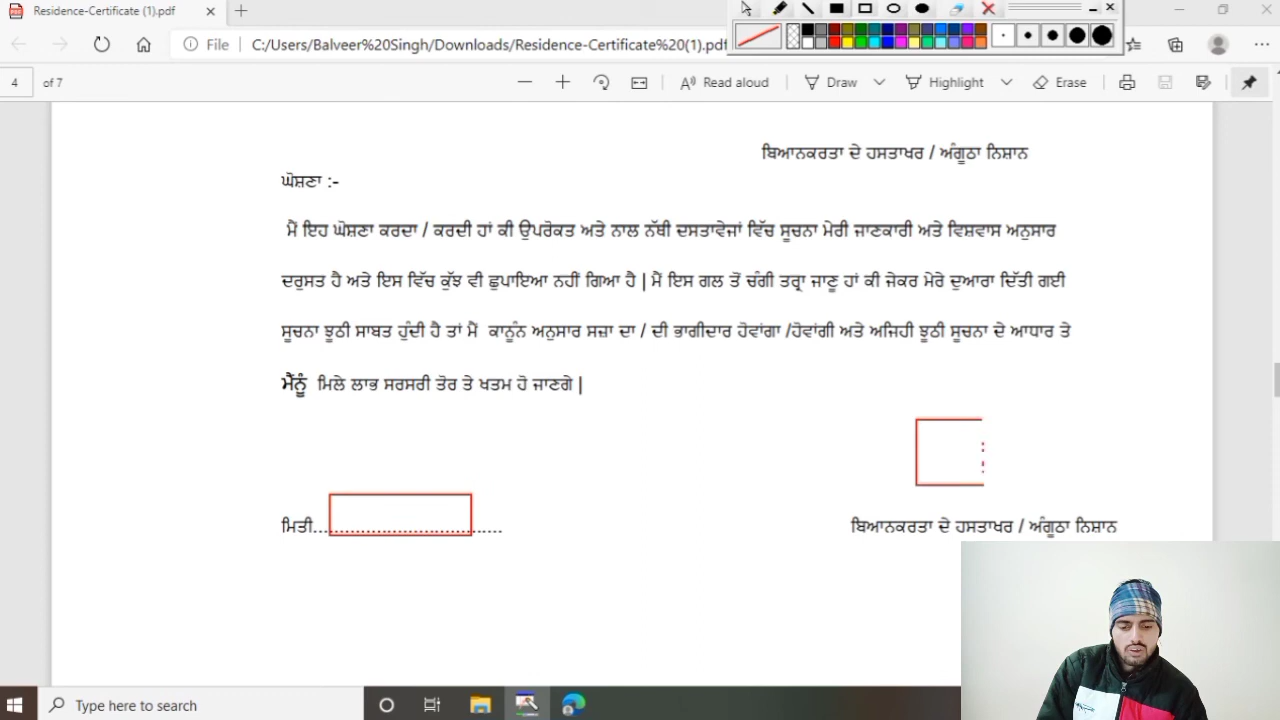 Residence-Certificate (1).pdf
File
C:/Users/Balveer%20Singh/Downloads/Residence-Certificate%20(1).pdf
4 of 7
Read aloud
Draw
Highlight
Erase
ਬਿਆਨਕਰਤਾ ਦੇ ਹਸਤਾਖਰ / ਅੰਗੂਠਾ ਨਿਸ਼ਾਨ
ਘੋਸ਼ਣਾ :-
ਮੈਂ ਇਹ ਘੋਸ਼ਣਾ ਕਰਦਾ / ਕਰਦੀ ਹਾਂ ਕੀ ਉਪਰੋਕਤ ਅਤੇ ਨਾਲ ਨੱਥੀ ਦਸਤਾਵੇਜਾਂ ਵਿੱਚ ਸੂਚਨਾ ਮੇਰੀ ਜਾਣਕਾਰੀ ਅਤੇ ਵਿਸ਼ਵਾਸ ਅਨੁਸਾਰ
ਦਰੁਸਤ ਹੈ ਅਤੇ ਇਸ ਵਿੱਚ ਕੁੱਝ ਵੀ ਛੁਪਾਇਆ ਨਹੀਂ ਗਿਆ ਹੈ | ਮੈਂ ਇਸ ਗਲ ਤੋਂ ਚੰਗੀ ਤਰ੍ਹਾ ਜਾਣੂ ਹਾਂ ਕੀ ਜੇਕਰ ਮੇਰੇ ਦੁਆਰਾ ਦਿੱਤੀ ਗਈ
ਸੂਚਨਾ ਝੂਠੀ ਸਾਬਤ ਹੁੰਦੀ ਹੈ ਤਾਂ ਮੈਂ ਕਾਨੂੰਨ ਅਨੁਸਾਰ ਸਜ਼ਾ ਦਾ / ਦੀ ਭਾਗੀਦਾਰ ਹੋਵਾਂਗਾ /ਹੋਵਾਂਗੀ ਅਤੇ ਅਜਿਹੀ ਝੂਠੀ ਸੂਚਨਾ ਦੇ ਆਧਾਰ ਤੇ
ਮੈਂਨੂੰ ਮਿਲੇ ਲਾਭ ਸਰਸਰੀ ਤੋਰ ਤੇ ਖਤਮ ਹੋ ਜਾਣਗੇ |
ਮਿਤੀ.......................................
ਬਿਆਨਕਰਤਾ ਦੇ ਹਸਤਾਖਰ / ਅੰਗੂਠਾ ਨਿਸ਼ਾਨ
Type here to search